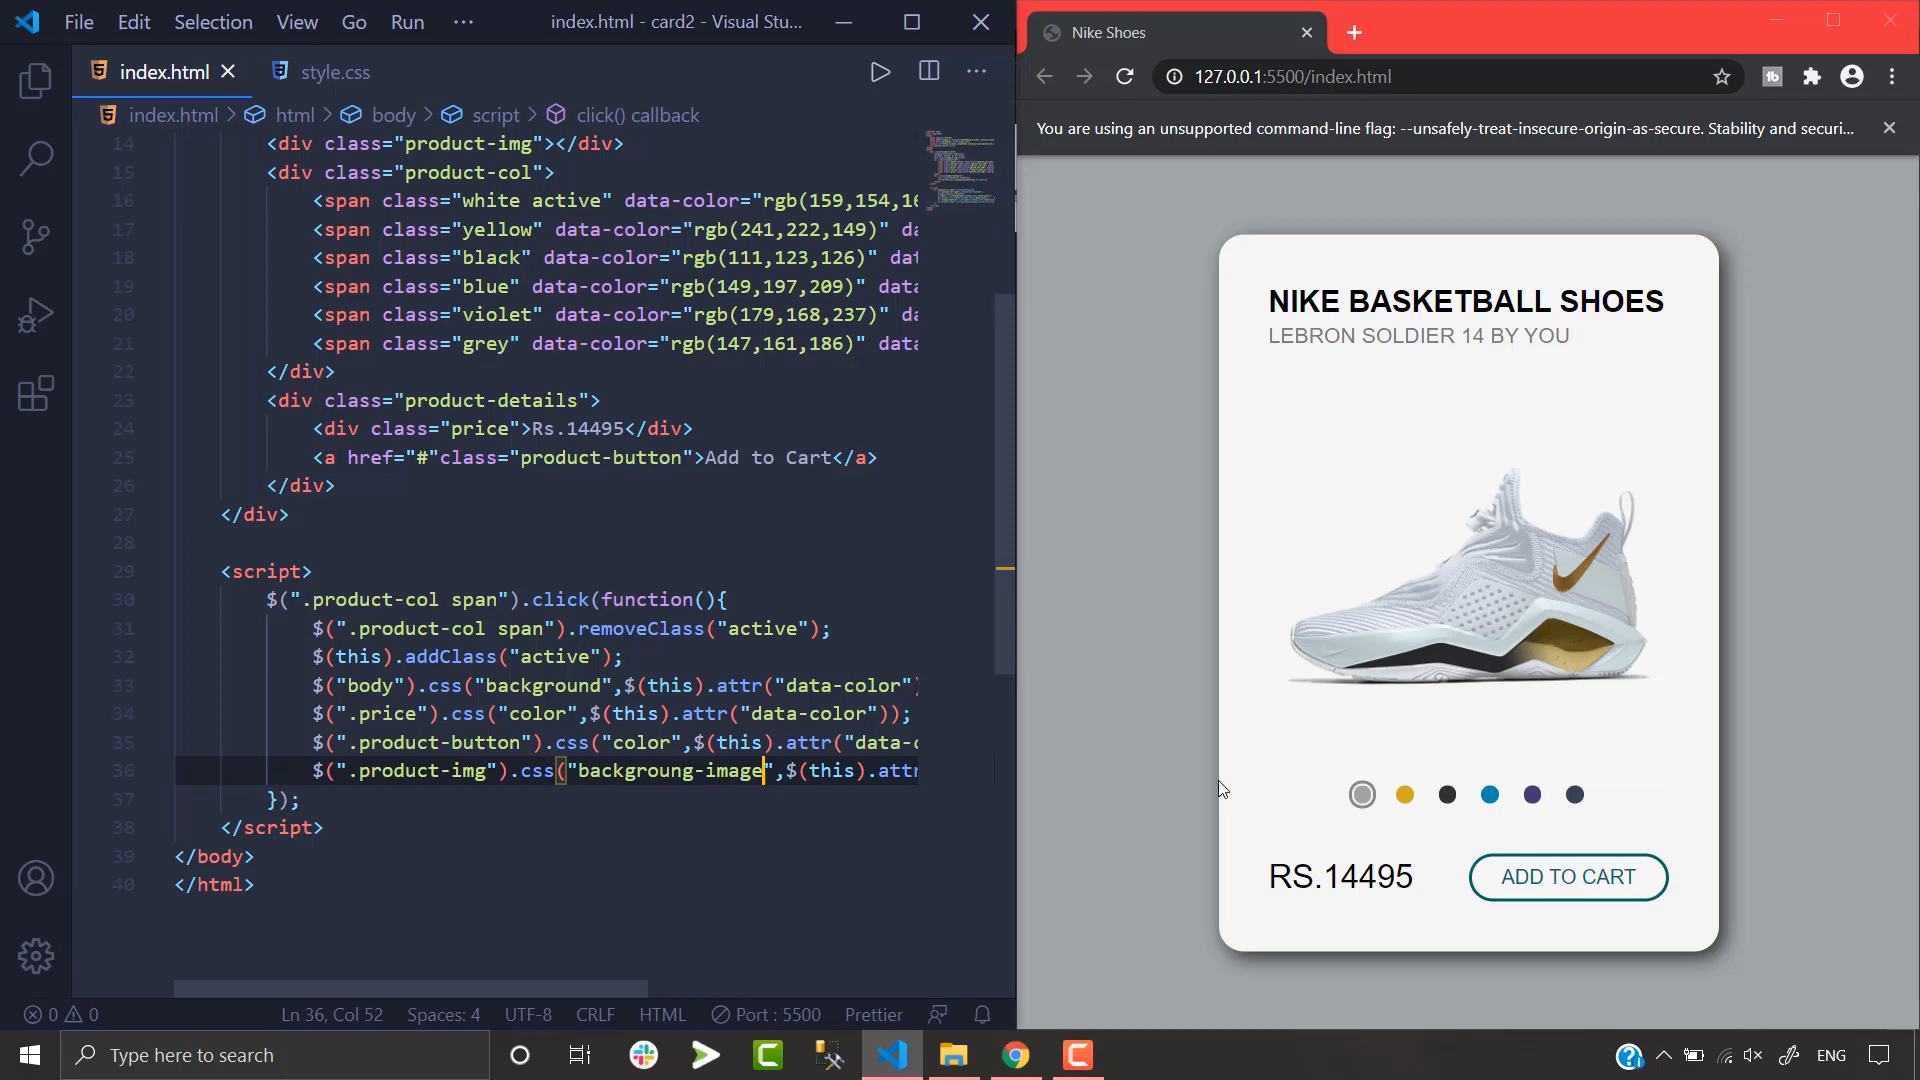 File Edit Selection View Go Run ··· index.html - card2 - Visual Stu...
index.html style.css
index.html > html > body > script > click() callback
14 <div class="product-img"></div>
15 <div class="product-col">
16 <span class="white active" data-color="rgb(159,154,16
17 <span class="yellow" data-color="rgb(241,222,149)" da
18 <span class="black" data-color="rgb(111,123,126)" dat
19 <span class="blue" data-color="rgb(149,197,209)" data
20 <span class="violet" data-color="rgb(179,168,237)" da
21 <span class="grey" data-color="rgb(147,161,186)" data
22 </div>
23 <div class="product-details">
24 <div class="price">Rs.14495</div>
25 <a href="#"class="product-button">Add to Cart</a>
26 </div>
27 </div>
28
29 <script>
30 $(".product-col span").click(function(){
31 $(".product-col span").removeClass("active");
32 $(this).addClass("active");
33 $("body").css("background",$(this).attr("data-color")
34 $(".price").css("color",$(this).attr("data-color"));
35 $(".product-button").css("color",$(this).attr("data-c
36 $(".product-img").css("backgroung-image",$(this).attr
37 });
38 </script>
39 </body>
40 </html>
0 0 Ln 36, Col 52 Spaces: 4 UTF-8 CRLF HTML Port : 5500 Prettier
Nike Shoes
127.0.0.1:5500/index.html
You are using an unsupported command-line flag: --unsafely-treat-insecure-origin-as-secure. Stability and securi...
NIKE BASKETBALL SHOES
LEBRON SOLDIER 14 BY YOU
RS.14495
ADD TO CART
Type here to search
ENG